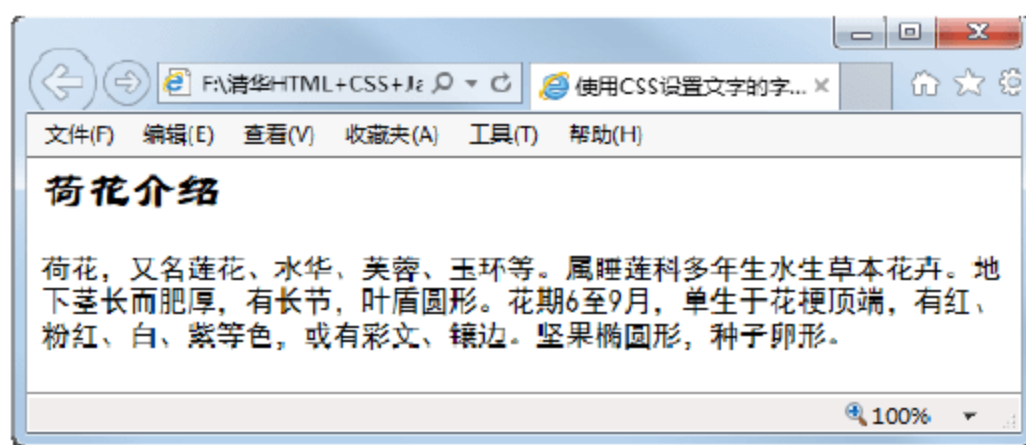 F:\清华HTML+CSS+Ja
使用CSS设置文字的字...
文件(F) 编辑(E) 查看(V) 收藏夹(A) 工具(T) 帮助(H)
荷花介绍
荷花，又名莲花、水华、芙蓉、玉环等。属睡莲科多年生水生草本花卉。地
下茎长而肥厚，有长节，叶盾圆形。花期6至9月，单生于花梗顶端，有红、
粉红、白、紫等色，或有彩文、镶边。坚果椭圆形，种子卵形。
100%